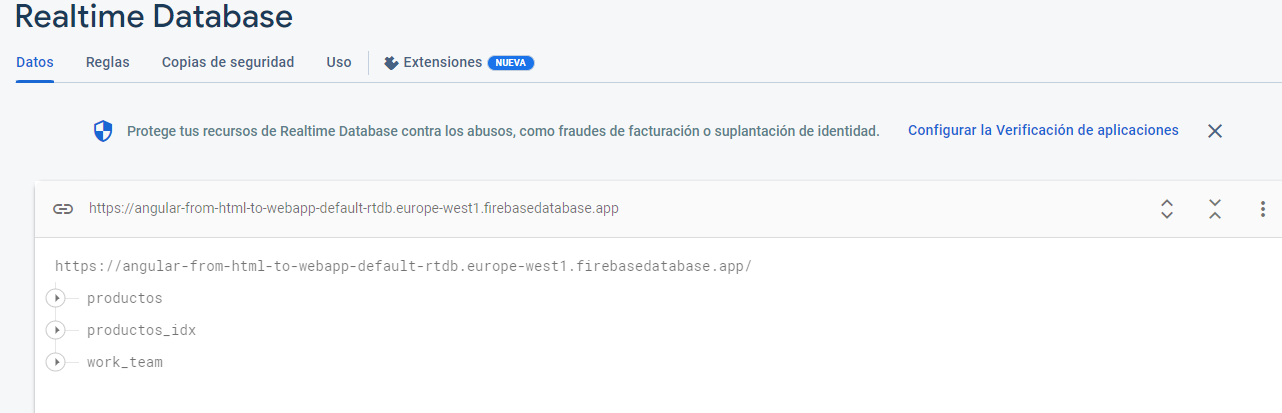 Realtime Database
Datos Reglas Copias de seguridad Uso Extensiones NUEVA
Protege tus recursos de Realtime Database contra los abusos, como fraudes de facturación o suplantación de identidad. Configurar la Verificación de aplicaciones
https://angular-from-html-to-webapp-default-rtdb.europe-west1.firebasedatabase.app
https://angular-from-html-to-webapp-default-rtdb.europe-west1.firebasedatabase.app/
productos
productos_idx
work_team